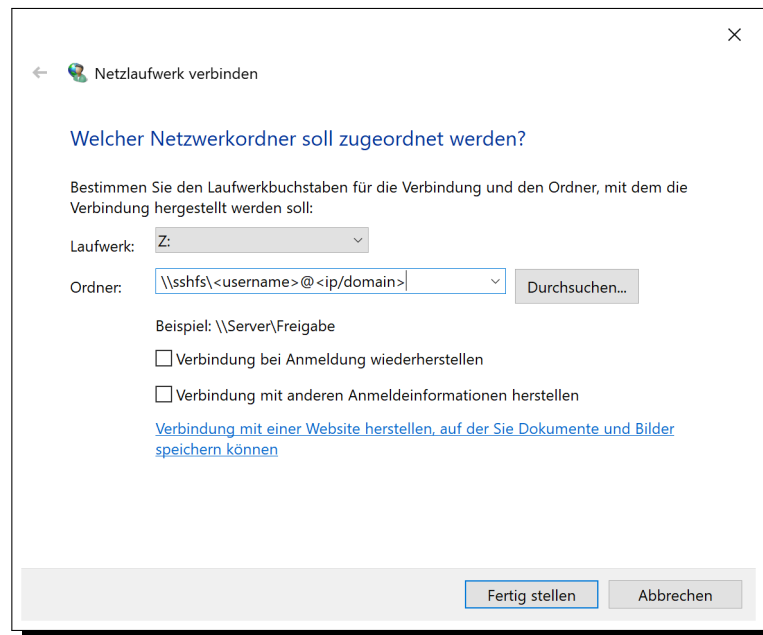 Netzlaufwerk verbinden
Welcher Netzwerkordner soll zugeordnet werden?
Bestimmen Sie den Laufwerkbuchstaben für die Verbindung und den Ordner, mit dem die
Verbindung hergestellt werden soll:
Laufwerk: Z:
Ordner: \\sshfs\<username>@<ip/domain> Durchsuchen...
Beispiel: \\Server\Freigabe
Verbindung bei Anmeldung wiederherstellen
Verbindung mit anderen Anmeldeinformationen herstellen
Verbindung mit einer Website herstellen, auf der Sie Dokumente und Bilder
speichern können
Fertig stellen Abbrechen